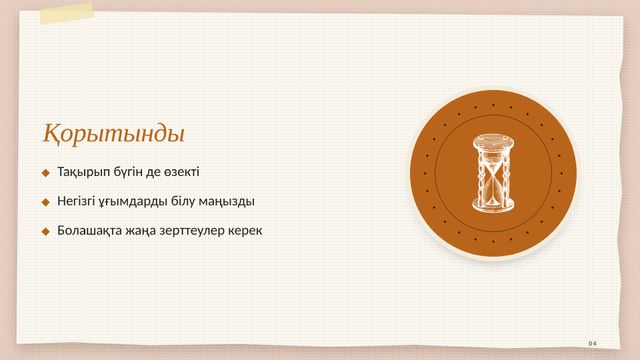 Қорытынды
Тақырып бүгін де өзекті
Негізгі ұғымдарды білу маңызды
Болашақта жаңа зерттеулер керек
04